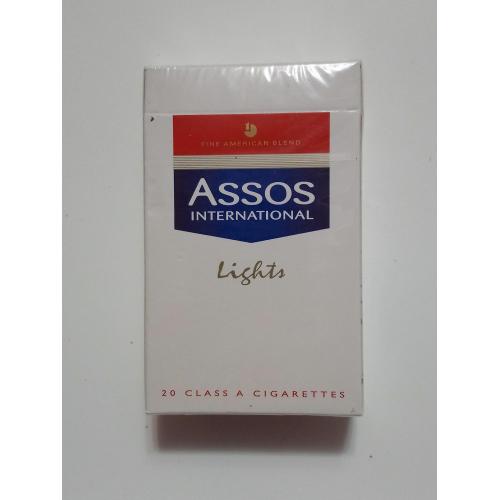 FINE AMERICAN BLEND
ASSOS
INTERNATIONAL
Lights
20 CLASS A CIGARETTES